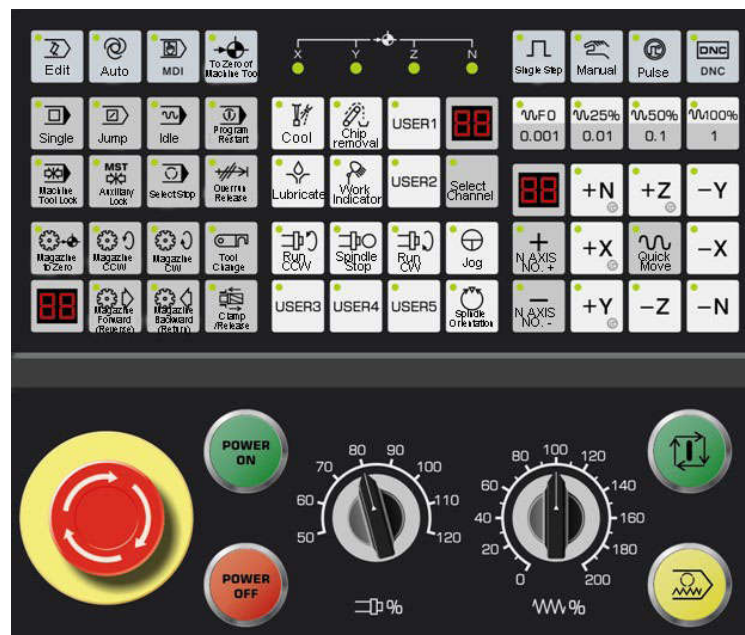 Edit
Auto
MDI
To Zero of
Machine Too
X
Y
Z
N
Single Step
Manual
Pulse
DNC
DNC
Single
Jump
Idle
Program
Restart
Cool
Chip
removal
USER1
88
F0
0.001
25%
0.01
50%
0.1
100%
1
Machine
Tool Lock
MST
Auxiliary
Lock
Select Stop
Overrun
Release
Lubricate
Work
Indicator
USER2
Select
Channel
88
+N
+Z
−Y
Magazine
to Zero
Magazine
CCW
Magazine
CW
Tool
Change
Run
CCW
Spindle
Stop
Run
CW
Jog
+
N AXIS
NO. +
+X
Quick
Move
−X
88
Magazine
Forward
(Reverse)
Magazine
Backward
(Return)
Clamp
/Release
USER3
USER4
USER5
Spindle
Orientation
−
N AXIS
NO. -
+Y
−Z
−N
POWER
ON
50
60
70
80
90
100
110
120
%
0
20
40
60
80
100
120
140
160
180
200
%
POWER
OFF